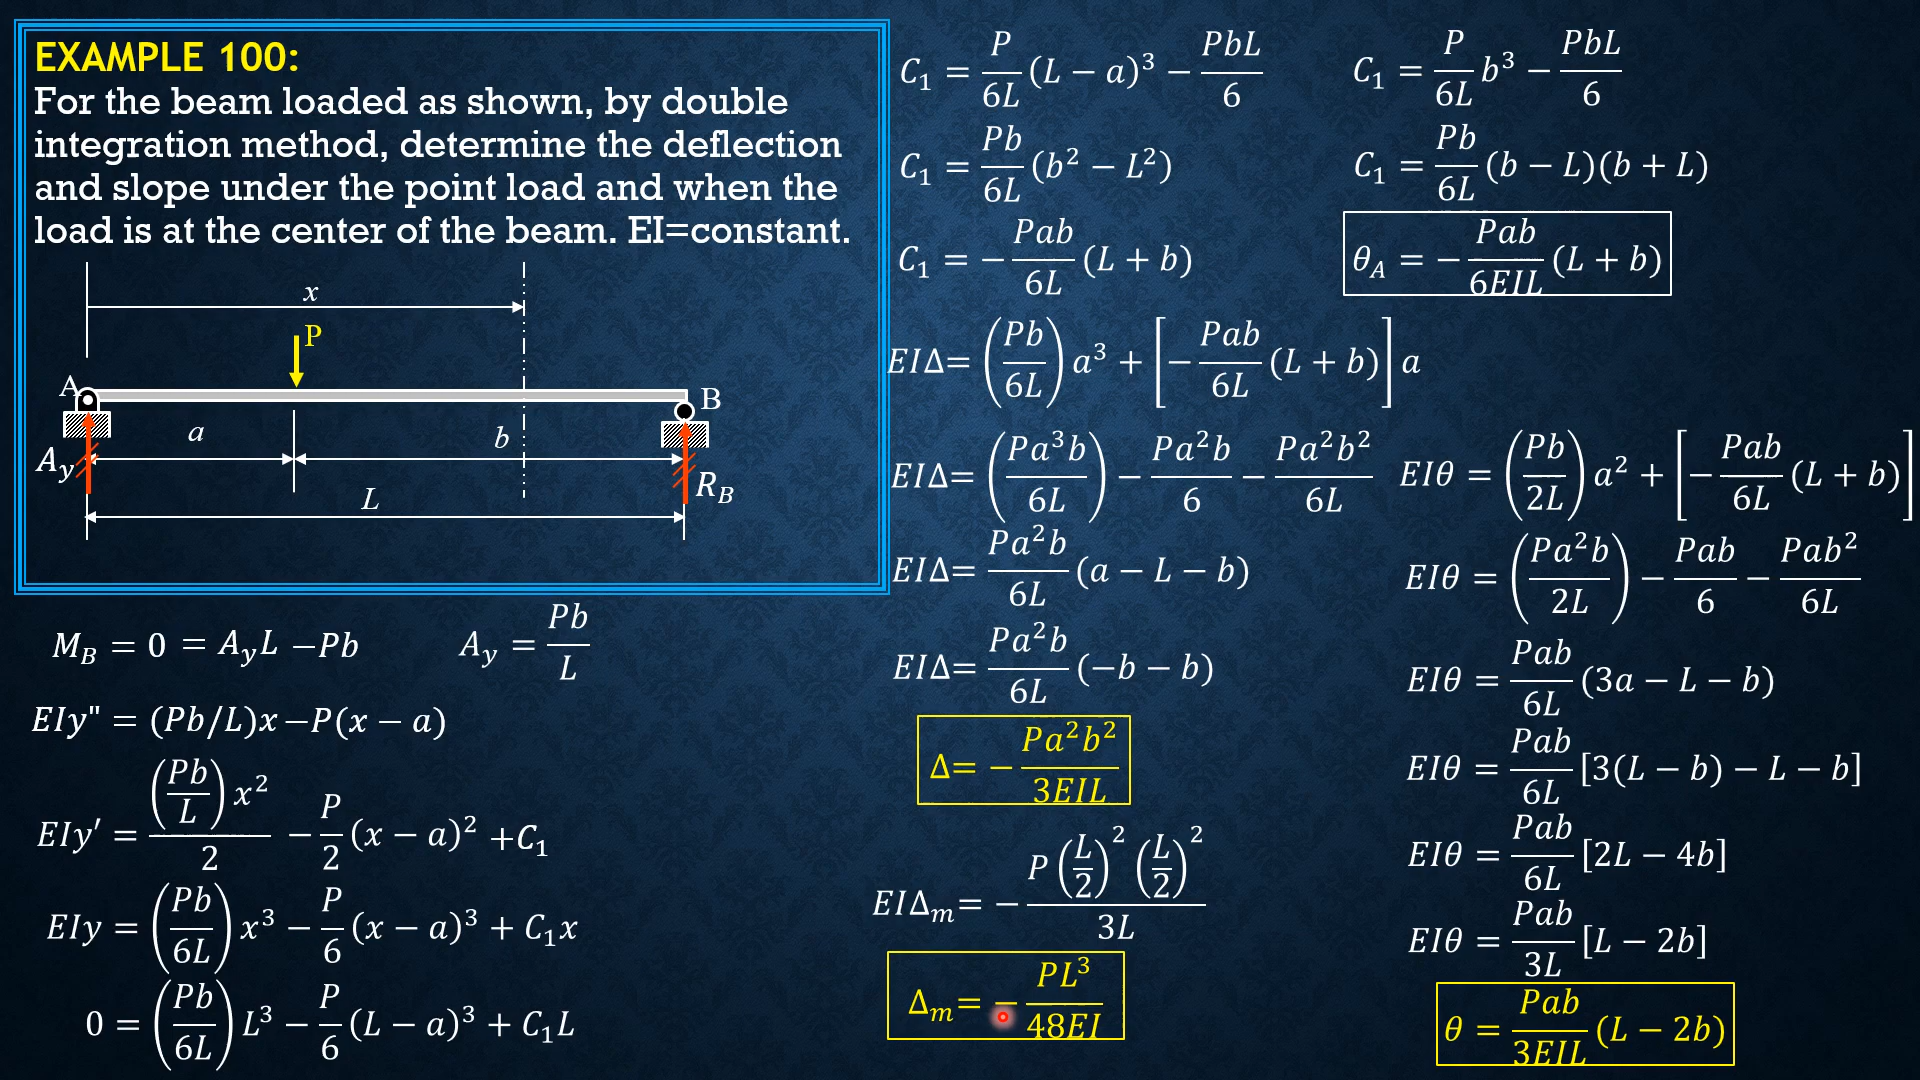 EXAMPLE 100:
For the beam loaded as shown, by double
integration method, determine the deflection
and slope under the point load and when the
load is at the center of the beam. EI=constant.
x
P
A
B
a
b
A_y
R_B
L
M_B = 0 = A_yL −Pb
A_y = Pb/L
EIy" = (Pb/L)x−P(x − a)
EIy′ = (Pb/L)x²/2 − P/2 (x − a)² +C₁
EIy = (Pb/6L)x³ − P/6 (x − a)³ + C₁x
0 = (Pb/6L)L³ − P/6 (L − a)³ + C₁L
C₁ = P/6L (L − a)³ − PbL/6
C₁ = P/6L b³ − PbL/6
C₁ = Pb/6L (b² − L²)
C₁ = Pb/6L (b − L)(b + L)
C₁ = − Pab/6L (L + b)
θ_A = − Pab/6EIL (L + b)
EIΔ= (Pb/6L)a³ + [− Pab/6L (L + b)]a
EIΔ= (Pa³b/6L) − Pa²b/6 − Pa²b²/6L
EIΔ= Pa²b/6L (a − L − b)
EIΔ= Pa²b/6L (−b − b)
Δ= − Pa²b²/3EIL
EIΔ_m= − P(L/2)²(L/2)²/3L
Δ_m= − PL³/48EI
EIθ = (Pb/2L)a² + [− Pab/6L (L + b)]
EIθ = (Pa²b/2L) − Pab/6 − Pab²/6L
EIθ = Pab/6L (3a − L − b)
EIθ = Pab/6L [3(L − b) − L − b]
EIθ = Pab/6L [2L − 4b]
EIθ = Pab/3L [L − 2b]
θ = Pab/3EIL (L − 2b)